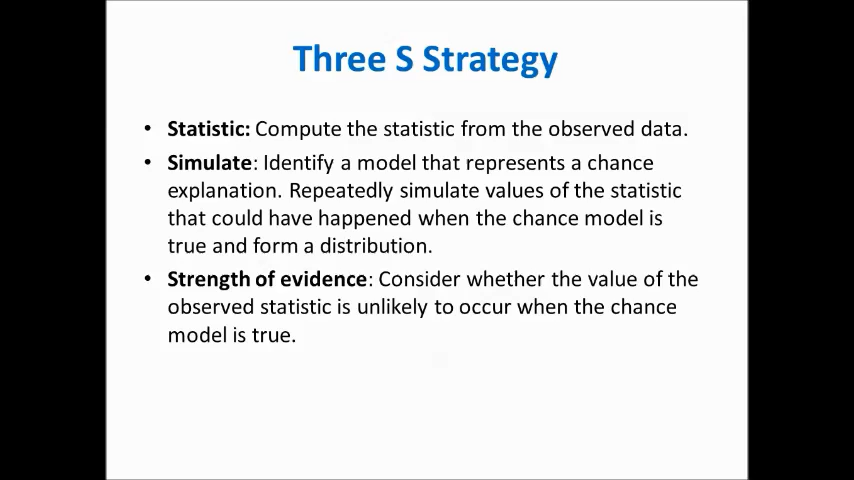 Three S Strategy
• Statistic: Compute the statistic from the observed data.
• Simulate: Identify a model that represents a chance
explanation. Repeatedly simulate values of the statistic
that could have happened when the chance model is
true and form a distribution.
• Strength of evidence: Consider whether the value of the
observed statistic is unlikely to occur when the chance
model is true.